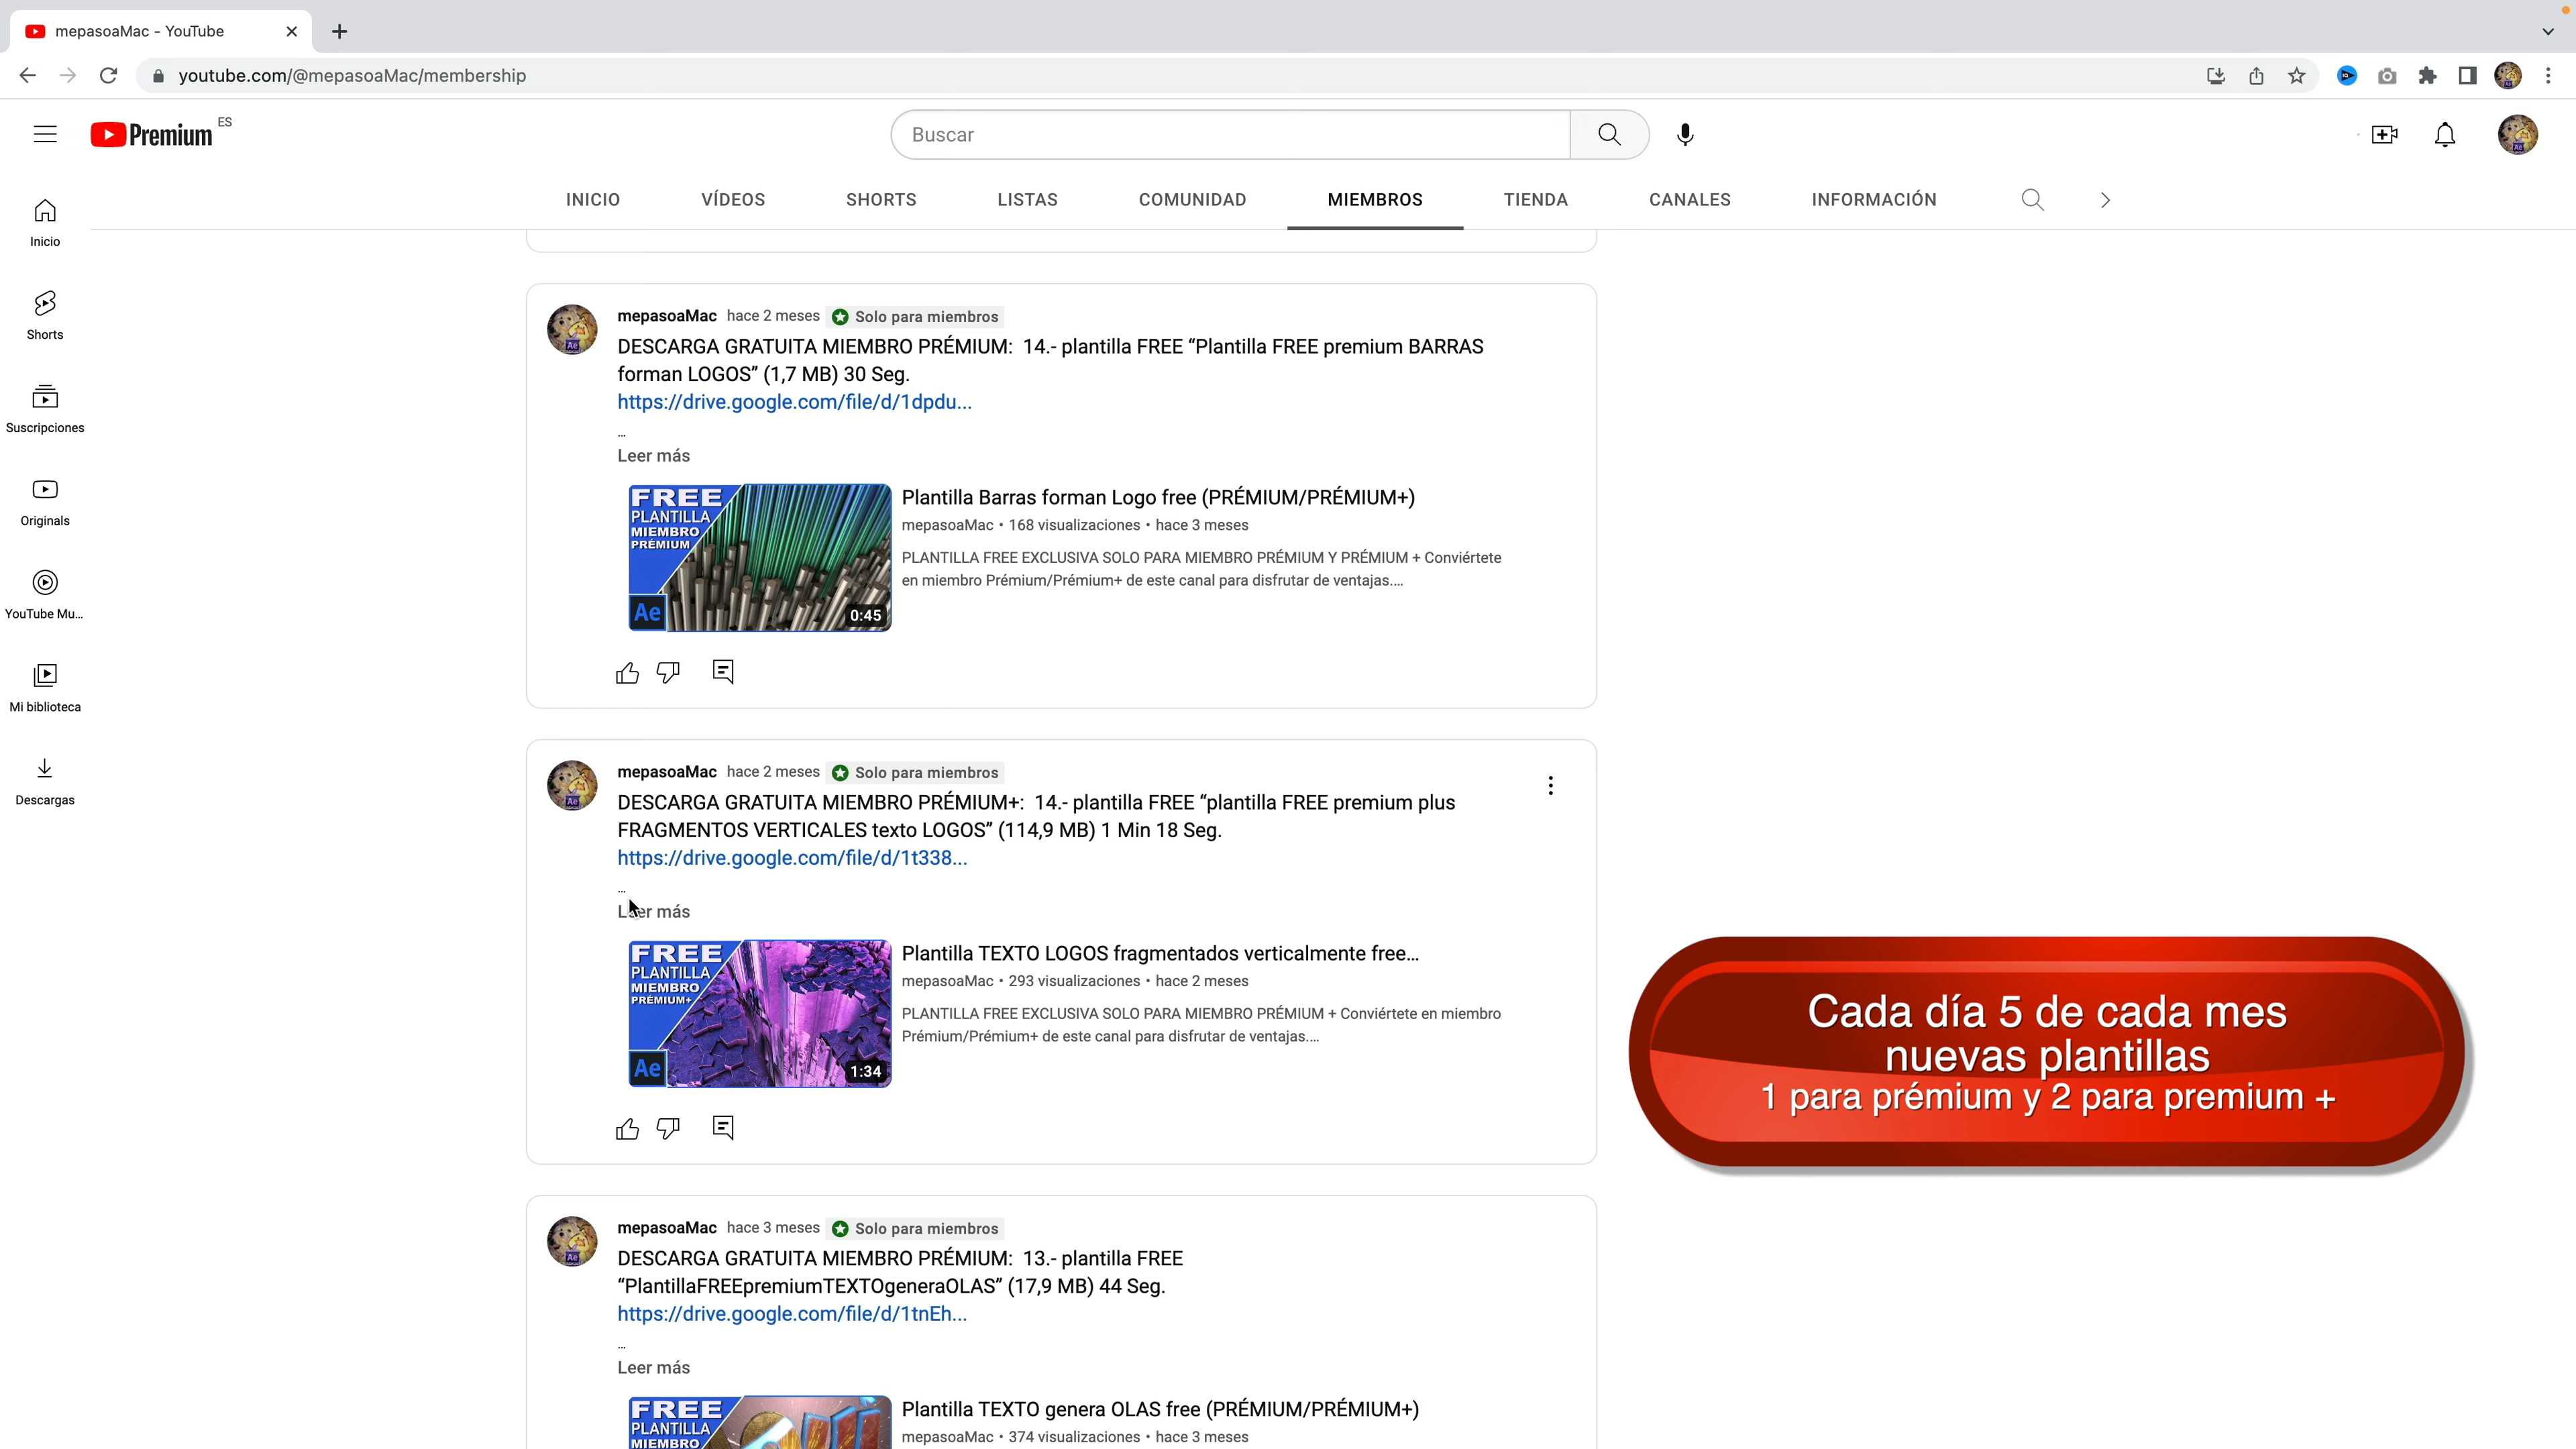 mepasoaMac - YouTube
youtube.com/@mepasoaMac/membership
Premium ES
Buscar
INICIO VÍDEOS SHORTS LISTAS COMUNIDAD MIEMBROS TIENDA CANALES INFORMACIÓN
Inicio
Shorts
Suscripciones
Originals
YouTube Mu...
Mi biblioteca
Descargas
mepasoaMac hace 2 meses Solo para miembros
DESCARGA GRATUITA MIEMBRO PRÉMIUM: 14.- plantilla FREE “Plantilla FREE premium BARRAS
forman LOGOS” (1,7 MB) 30 Seg.
https://drive.google.com/file/d/1dpdu...
...
Leer más
FREE
PLANTILLA
MIEMBRO
PRÉMIUM
Ae
0:45
Plantilla Barras forman Logo free (PRÉMIUM/PRÉMIUM+)
mepasoaMac • 168 visualizaciones • hace 3 meses
PLANTILLA FREE EXCLUSIVA SOLO PARA MIEMBRO PRÉMIUM Y PRÉMIUM + Conviértete
en miembro Prémium/Prémium+ de este canal para disfrutar de ventajas....
mepasoaMac hace 2 meses Solo para miembros
DESCARGA GRATUITA MIEMBRO PRÉMIUM+: 14.- plantilla FREE “plantilla FREE premium plus
FRAGMENTOS VERTICALES texto LOGOS” (114,9 MB) 1 Min 18 Seg.
https://drive.google.com/file/d/1t338...
...
Leer más
FREE
PLANTILLA
MIEMBRO
PRÉMIUM+
Ae
1:34
Plantilla TEXTO LOGOS fragmentados verticalmente free...
mepasoaMac • 293 visualizaciones • hace 2 meses
PLANTILLA FREE EXCLUSIVA SOLO PARA MIEMBRO PRÉMIUM + Conviértete en miembro
Prémium/Prémium+ de este canal para disfrutar de ventajas....
Cada día 5 de cada mes
nuevas plantillas
1 para prémium y 2 para premium +
mepasoaMac hace 3 meses Solo para miembros
DESCARGA GRATUITA MIEMBRO PRÉMIUM: 13.- plantilla FREE
“PlantillaFREEpremiumTEXTOgeneraOLAS” (17,9 MB) 44 Seg.
https://drive.google.com/file/d/1tnEh...
...
Leer más
FREE
PLANTILLA
MIEMBRO
Plantilla TEXTO genera OLAS free (PRÉMIUM/PRÉMIUM+)
mepasoaMac • 374 visualizaciones • hace 3 meses